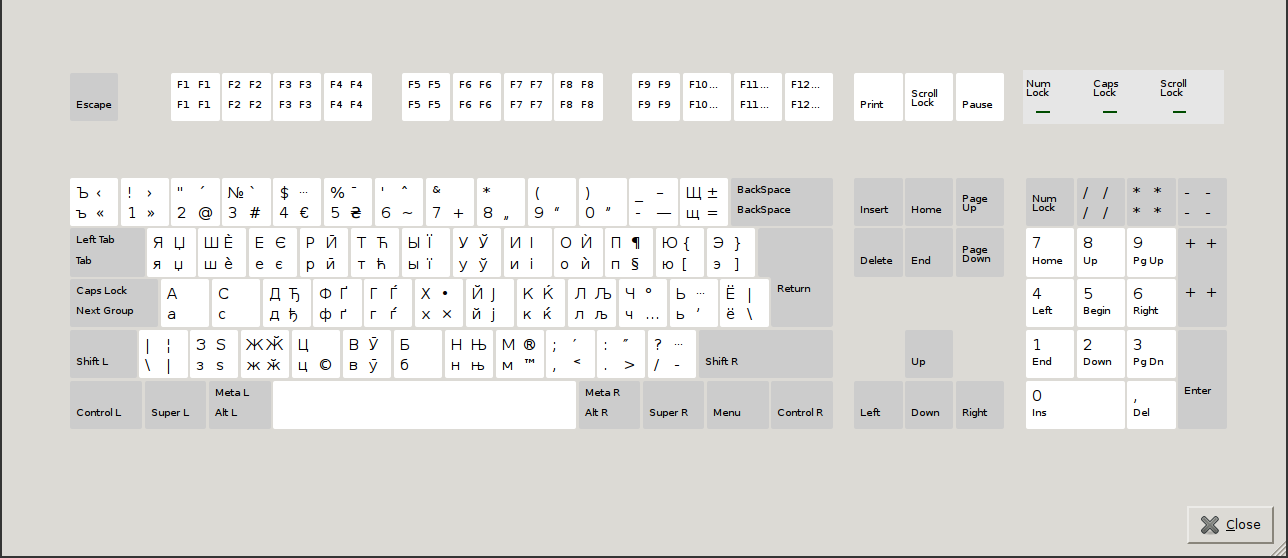 Escape
F1 F1 F2 F2 F3 F3 F4 F4 F5 F5 F6 F6 F7 F7 F8 F8 F9 F9 F10... F11... F12...
F1 F1 F2 F2 F3 F3 F4 F4 F5 F5 F6 F6 F7 F7 F8 F8 F9 F9 F10... F11... F12...
Print
Scroll
Lock
Pause
Num
Lock
Caps
Lock
Scroll
Lock
Ъ ‹ ! › " ´ № ` $ ... % ¯ ' ˆ & * ( ) _ – Щ ± BackSpace
ъ « 1 » 2 @ 3 # 4 € 5 ₴ 6 ~ 7 + 8 „ 9 “ 0 ” - — щ = BackSpace
Insert
Home
Page
Up
Num
Lock
/ / * * - -
/ / * * - -
Left Tab Я Џ Ш Ѐ Е Є Р Ӣ Т Ћ Ы Ї У Ў И І О Ѝ П ¶ Ю { Э }
Tab я џ ш ѐ е є р ӣ т ћ ы ї у ў и і о ѝ п § ю [ э ]
Return
Delete
End
Page
Down
7 8 9 + +
Home Up Pg Up
Caps Lock А С Д Ђ Ф Ґ Г Ѓ Х • Й Ј К Ќ Л Љ Ч ° Ь ... Ё |
Next Group а с д ђ ф ґ г ѓ х × й ј к ќ л љ ч … ь ’ ё \
4 5 6 + +
Left Begin Right
Shift L
| ¦ З Ѕ Ж Ӂ Ц В Ӯ Б Н Њ М ® ; ′ : ″ ? ...
\ | з ѕ ж ӂ ц © в ӯ б н њ м ™ , < . > / -
Shift R
Up
1 2 3
End Down Pg Dn
Enter
Control L
Super L
Meta L
Alt L
Meta R
Alt R
Super R
Menu
Control R
Left
Down
Right
0 ,
Ins Del
Close